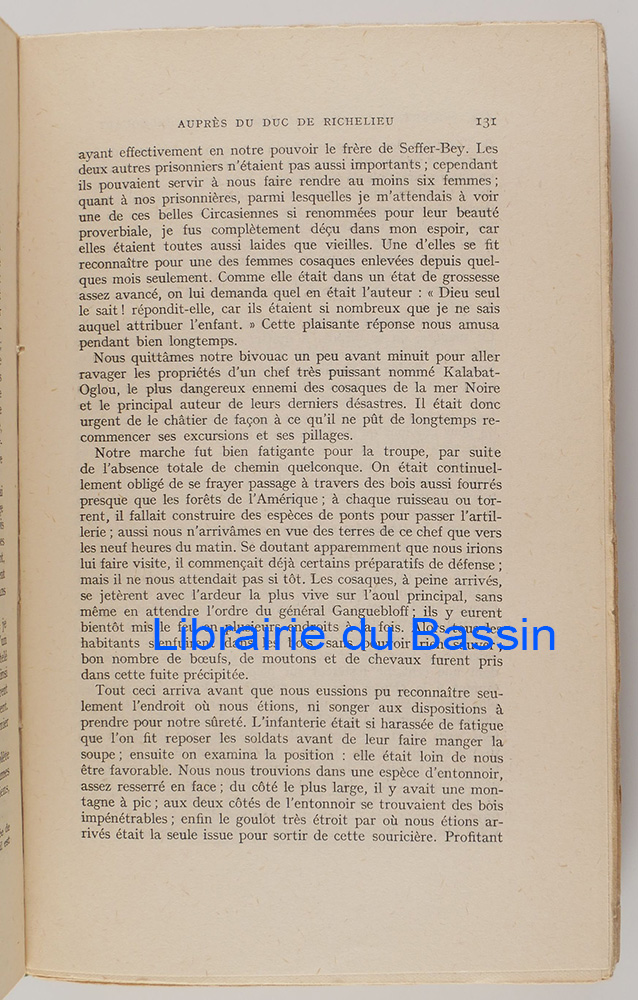 AUPRÈS DU DUC DE RICHELIEU 131
ayant effectivement en notre pouvoir le frère de Seffer-Bey. Les
deux autres prisonniers n'étaient pas aussi importants ; cependant
ils pouvaient servir à nous faire rendre au moins six femmes ;
quant à nos prisonnières, parmi lesquelles je m'attendais à voir
une de ces belles Circasiennes si renommées pour leur beauté
proverbiale, je fus complètement déçu dans mon espoir, car
elles étaient toutes aussi laides que vieilles. Une d'elles se fit
reconnaître pour une des femmes cosaques enlevées depuis quel-
ques mois seulement. Comme elle était dans un état de grossesse
assez avancé, on lui demanda quel en était l'auteur : « Dieu seul
le sait ! répondit-elle, car ils étaient si nombreux que je ne sais
auquel attribuer l'enfant. » Cette plaisante réponse nous amusa
pendant bien longtemps.
Nous quittâmes notre bivouac un peu avant minuit pour aller
ravager les propriétés d'un chef très puissant nommé Kalabat-
Oglou, le plus dangereux ennemi des cosaques de la mer Noire
et le principal auteur de leurs derniers désastres. Il était donc
urgent de le châtier de façon à ce qu'il ne pût de longtemps re-
commencer ses excursions et ses pillages.
Notre marche fut bien fatigante pour la troupe, par suite
de l'absence totale de chemin quelconque. On était continuel-
lement obligé de se frayer passage à travers des bois aussi fourrés
presque que les forêts de l'Amérique ; à chaque ruisseau ou tor-
rent, il fallait construire des espèces de ponts pour passer l'artil-
lerie ; aussi nous n'arrivâmes en vue des terres de ce chef que vers
les neuf heures du matin. Se doutant apparemment que nous irions
lui faire visite, il commençait déjà certains préparatifs de défense ;
mais il ne nous attendait pas si tôt. Les cosaques, à peine arrivés,
se jetèrent avec l'ardeur la plus vive sur l'aoul principal, sans
même en attendre l'ordre du général Ganguebloff ; ils y eurent
bientôt mis le feu en plusieurs endroits à la fois. Alors
habitants s'enfuirent dans les bois sans pouvoir rien sauver ;
bon nombre de bœufs, de moutons et de chevaux furent pris
dans cette fuite précipitée.
Tout ceci arriva avant que nous eussions pu reconnaître seu-
lement l'endroit où nous étions, ni songer aux dispositions à
prendre pour notre sûreté. L'infanterie était si harassée de fatigue
que l'on fit reposer les soldats avant de leur faire manger la
soupe ; ensuite on examina la position : elle était loin de nous
être favorable. Nous nous trouvions dans une espèce d'entonnoir,
assez resserré en face ; du côté le plus large, il y avait une mon-
tagne à pic ; aux deux côtés de l'entonnoir se trouvaient des bois
impénétrables ; enfin le goulot très étroit par où nous étions ar-
rivés était la seule issue pour sortir de cette souricière. Profitant
Librairie du Bassin